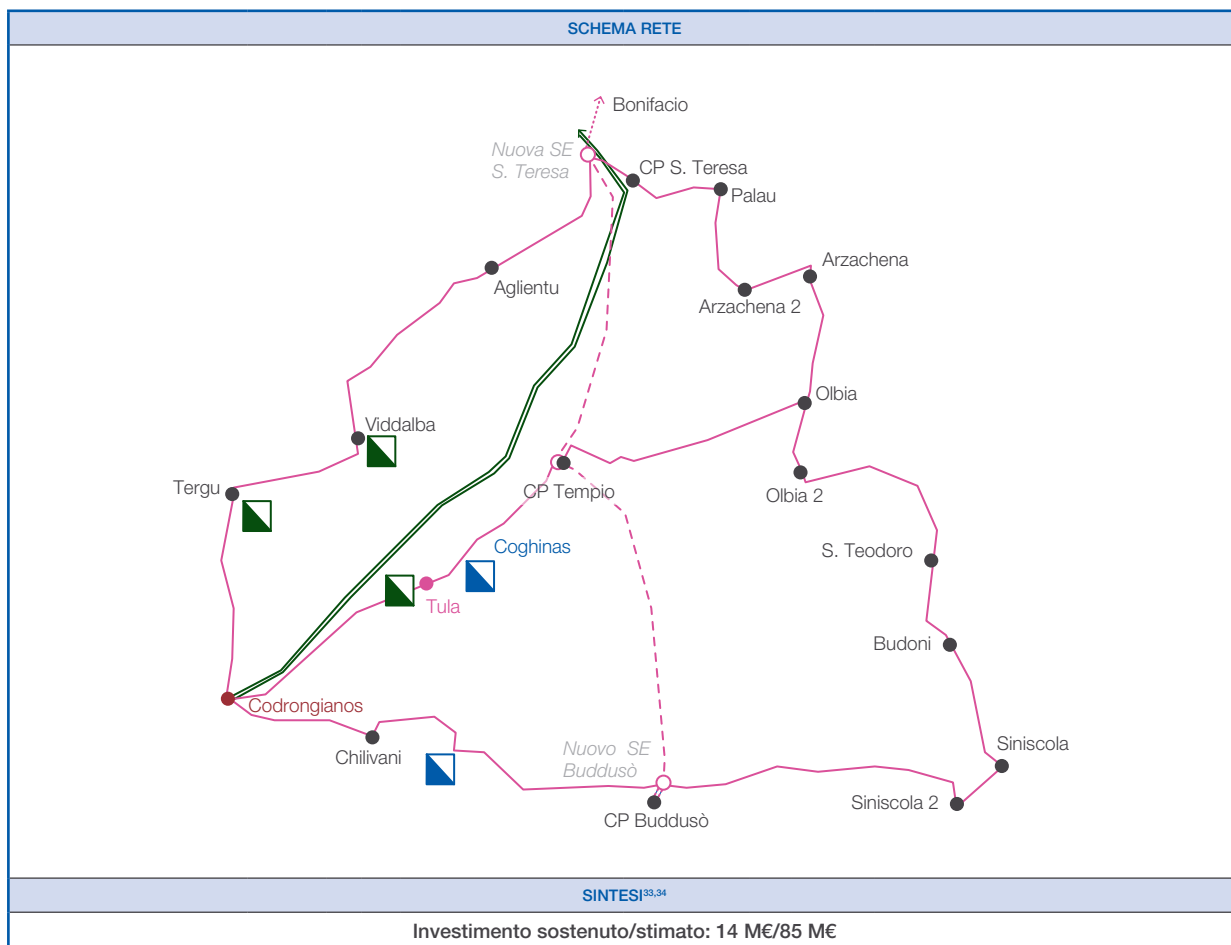 SCHEMA RETE
Bonifacio
Nuova SE
S. Teresa
CP S. Teresa
Palau
Arzachena
Aglientu
Arzachena 2
Olbia
Viddalba
CP Tempio
Olbia 2
Tergu
Coghinas
S. Teodoro
Tula
Budoni
Codrongianos
Chilivani
Nuovo SE
Buddusò
Siniscola
Siniscola 2
CP Buddusò
SINTESI33,34
Investimento sostenuto/stimato: 14 M€/85 M€